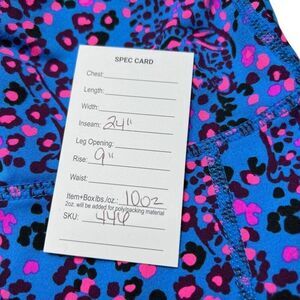 SPEC CARD
Chest:
Length:
Width:
Inseam: 24"
Leg Opening:
Rise: 9"
Waist:
Item+Box lbs./oz.: 10oz
2oz. will be added for poly/packing material
SKU: 446